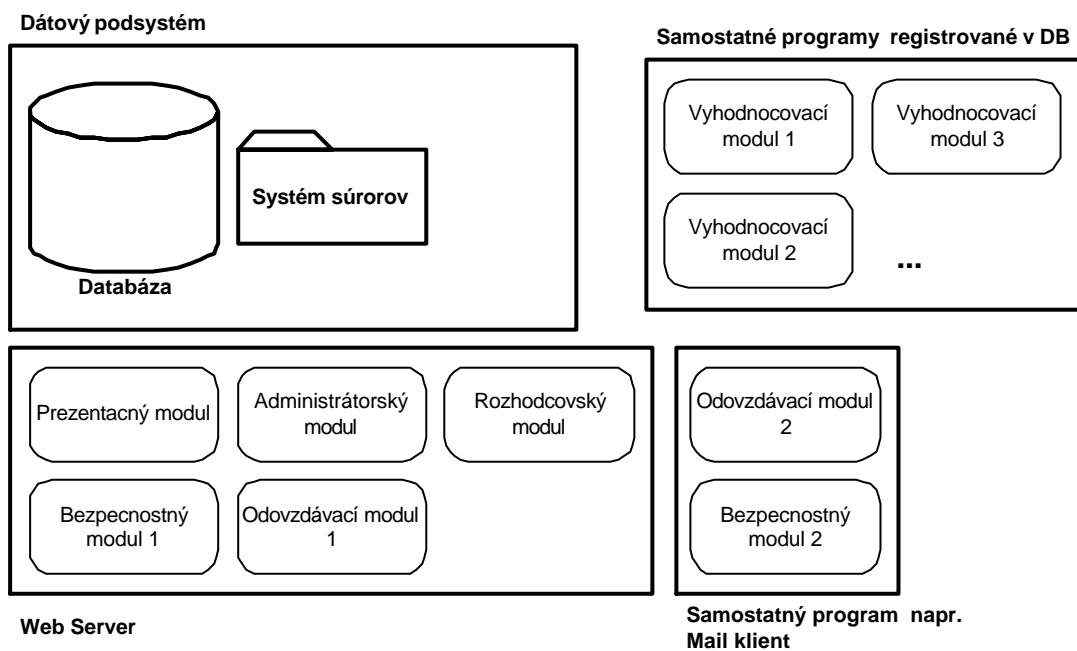 Dátový podsystém
Databáza
Systém súrorov
Samostatné programy registrované v DB
Vyhodnocovací
modul 1
Vyhodnocovací
modul 3
Vyhodnocovací
modul 2
...
Prezentacný modul
Administrátorský
modul
Rozhodcovský
modul
Bezpecnostný
modul 1
Odovzdávací modul
1
Web Server
Odovzdávací modul
2
Bezpecnostný
modul 2
Samostatný program napr.
Mail klient